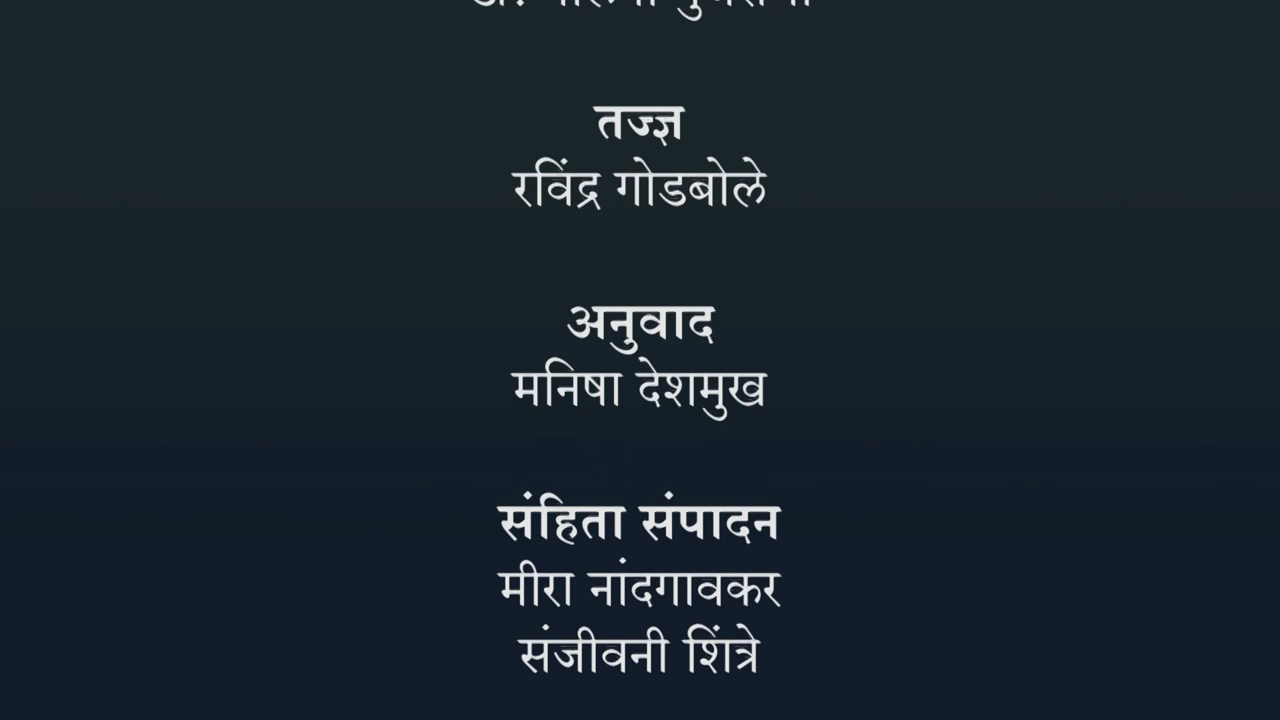 तज्ज्ञ
रविंद्र गोडबोले
अनुवाद
मनिषा देशमुख
संहिता संपादन
मीरा नांदगावकर
संजीवनी शिंत्रे